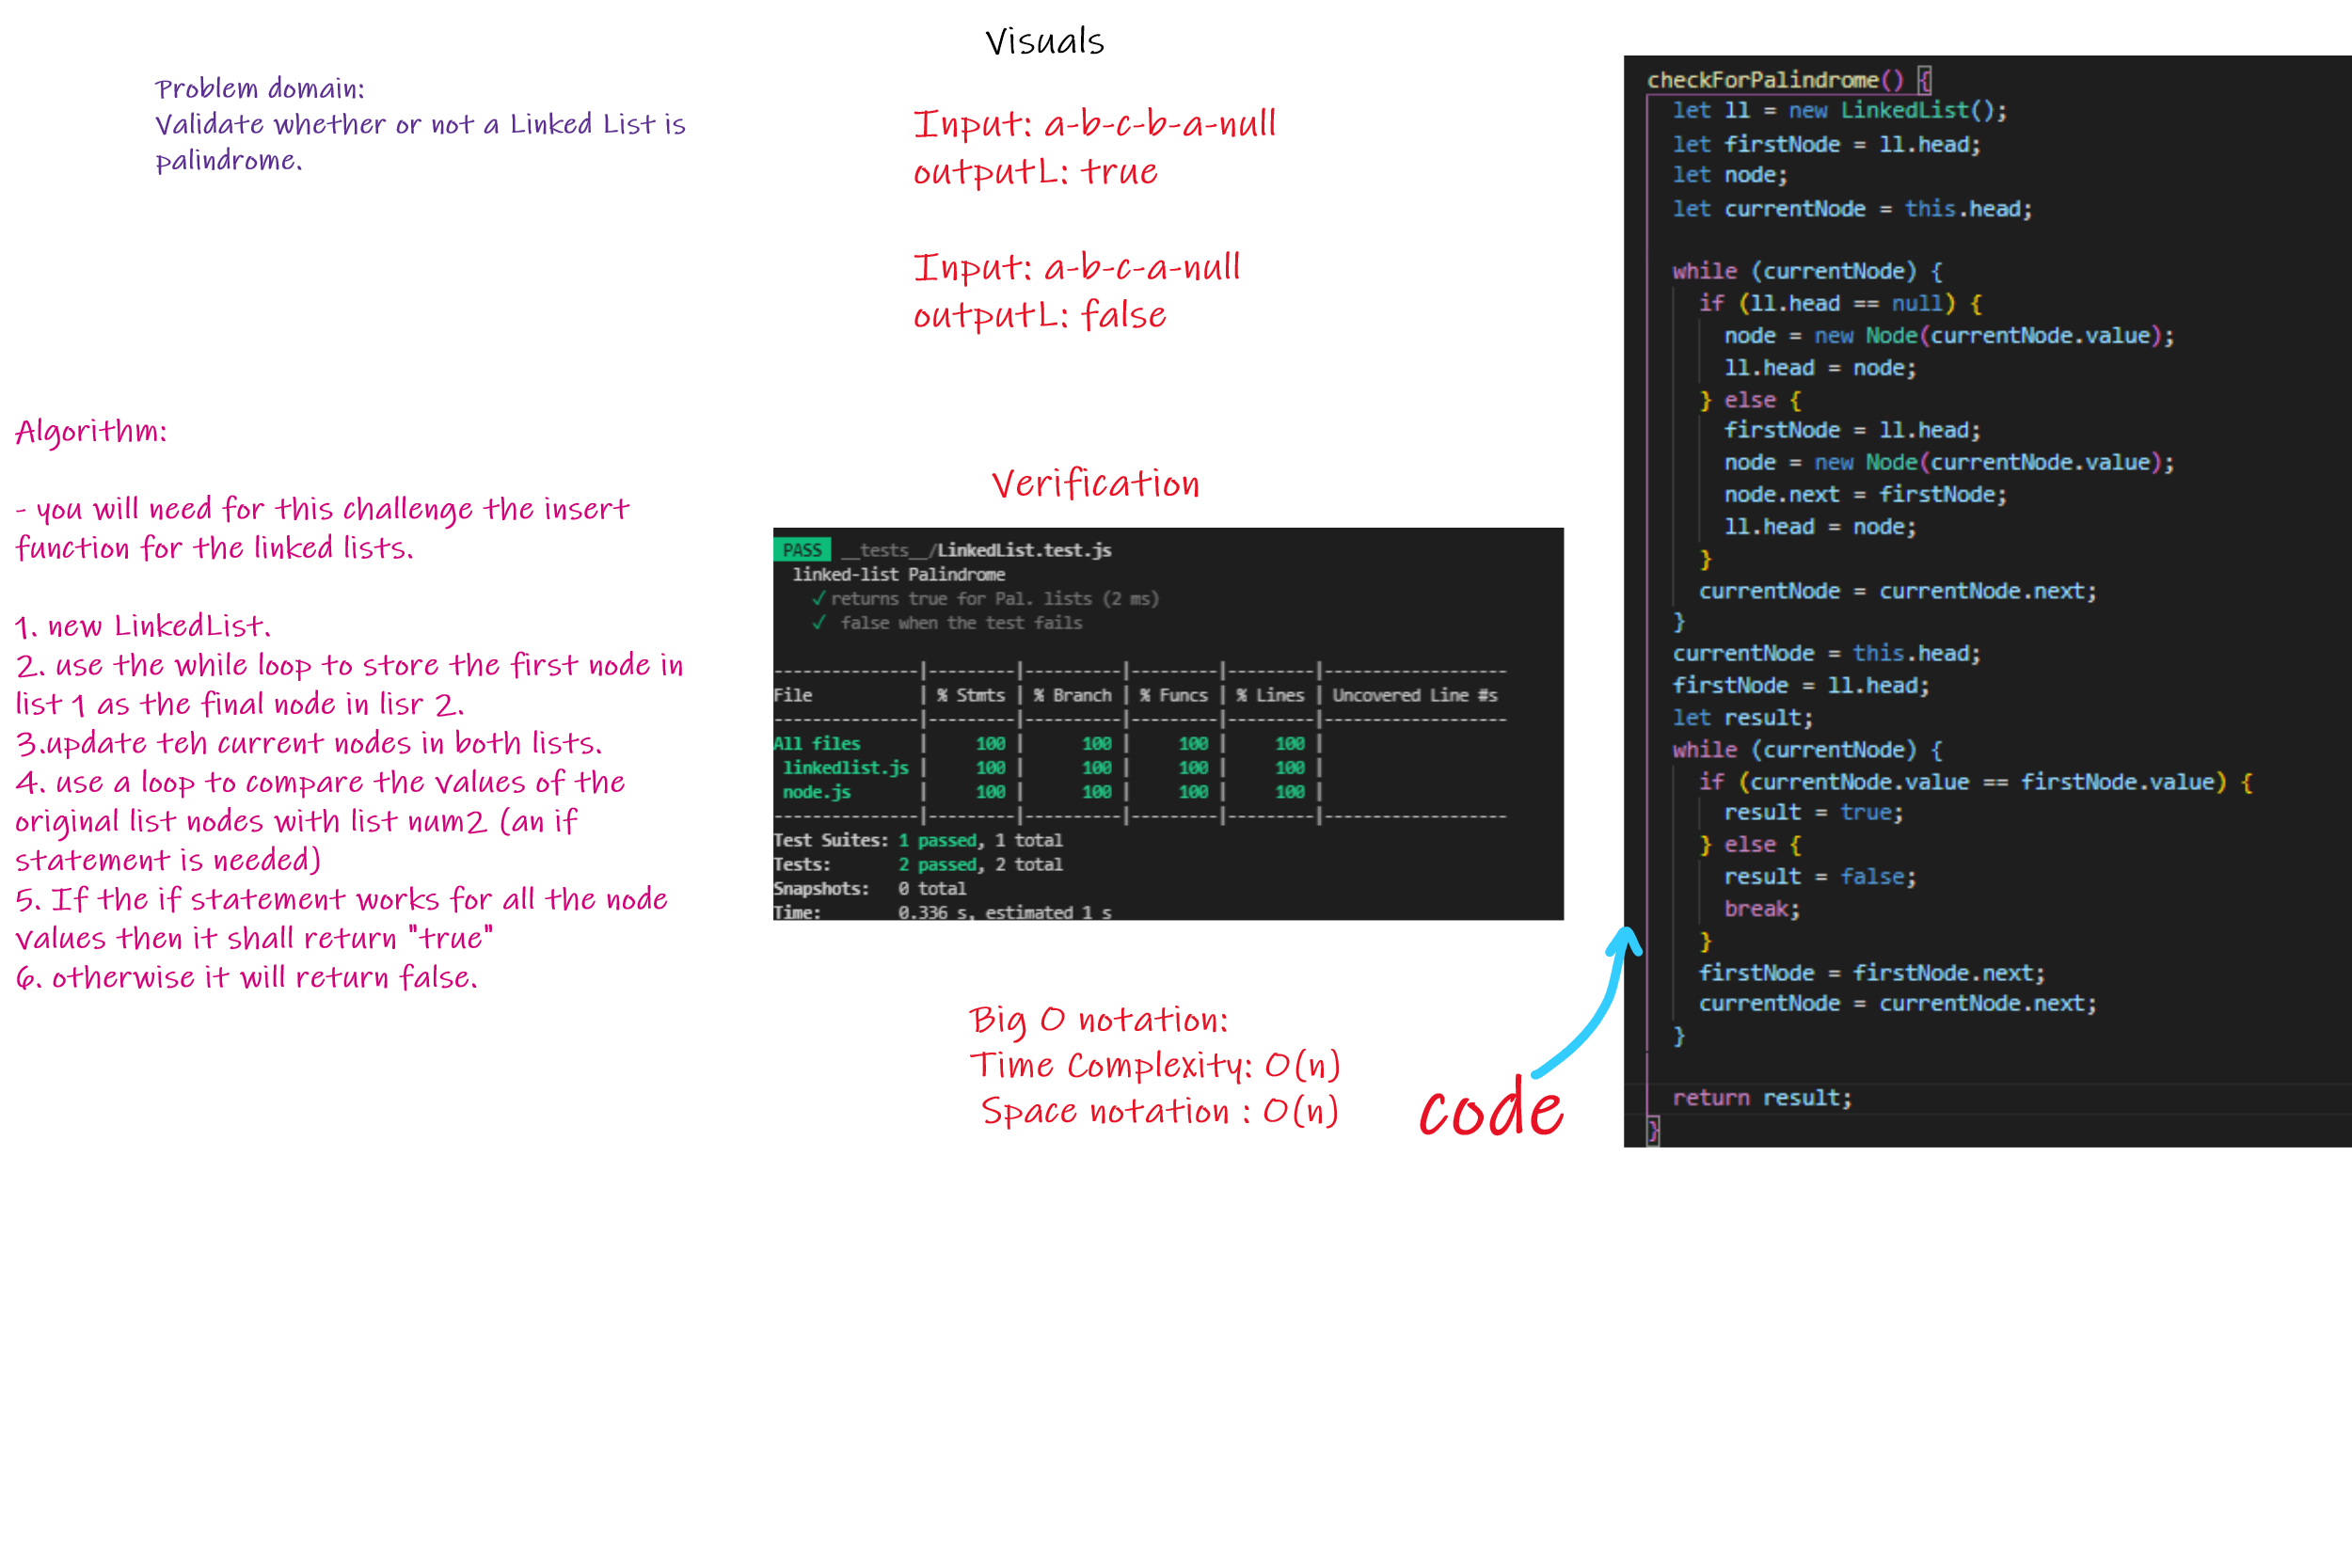 Visuals
Problem domain:
Validate whether or not a Linked List is
palindrome.
Input: a-b-c-b-a-null
outputL: true
Input: a-b-c-a-null
outputL: false
Algorithm:
- you will need for this challenge the insert
function for the linked lists.
1. new LinkedList.
2. use the while loop to store the first node in
list 1 as the final node in lisr 2.
3.update teh current nodes in both lists.
4. use a loop to compare the values of the
original list nodes with list num2 (an if
statement is needed)
5. If the if statement works for all the node
values then it shall return "true"
6. otherwise it will return false.
Verification
PASS __tests__/LinkedList.test.js
linked-list Palindrome
✓ returns true for Pal. lists (2 ms)
✓ false when the test fails
---------------|---------|----------|---------|---------|-------------------
File | % Stmts | % Branch | % Funcs | % Lines | Uncovered Line #s
---------------|---------|----------|---------|---------|-------------------
All files | 100 | 100 | 100 | 100 |
linkedlist.js | 100 | 100 | 100 | 100 |
node.js | 100 | 100 | 100 | 100 |
---------------|---------|----------|---------|---------|-------------------
Test Suites: 1 passed, 1 total
Tests: 2 passed, 2 total
Snapshots: 0 total
Time: 0.336 s, estimated 1 s
Big O notation:
Time Complexity: O(n)
Space notation : O(n)
code
checkForPalindrome() {
let ll = new LinkedList();
let firstNode = ll.head;
let node;
let currentNode = this.head;
while (currentNode) {
if (ll.head == null) {
node = new Node(currentNode.value);
ll.head = node;
} else {
firstNode = ll.head;
node = new Node(currentNode.value);
node.next = firstNode;
ll.head = node;
}
currentNode = currentNode.next;
}
currentNode = this.head;
firstNode = ll.head;
let result;
while (currentNode) {
if (currentNode.value == firstNode.value) {
result = true;
} else {
result = false;
break;
}
firstNode = firstNode.next;
currentNode = currentNode.next;
}
return result;
}